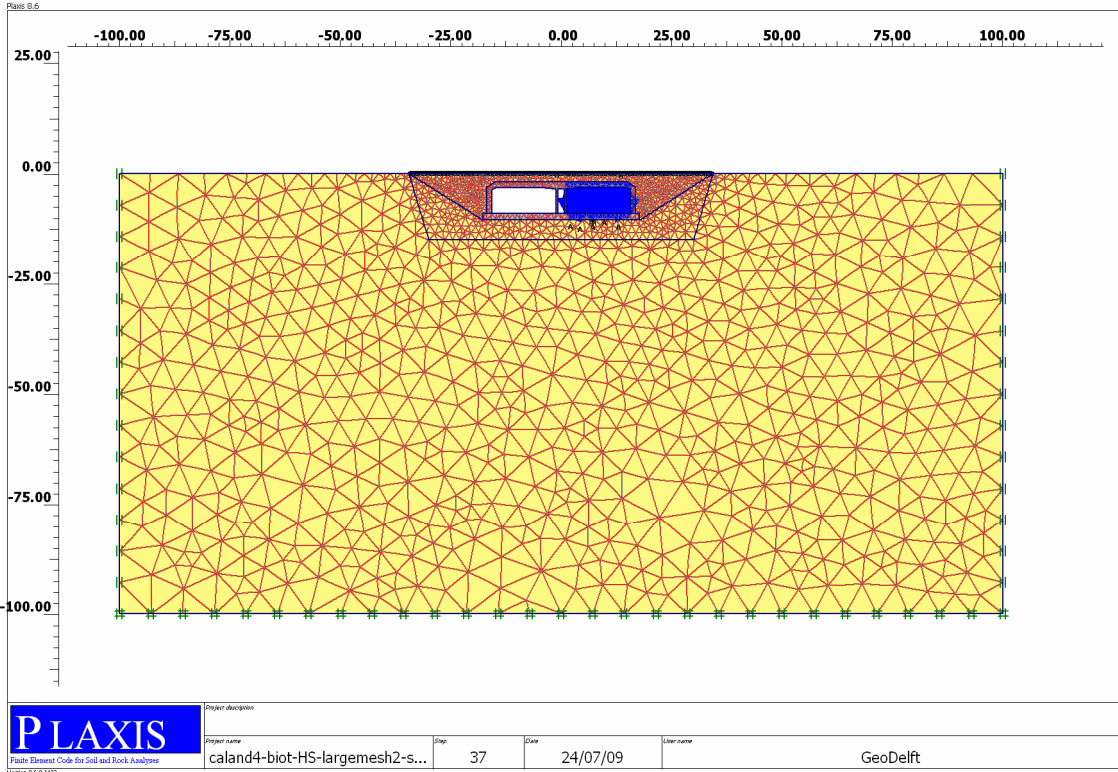 Plaxis 8.6
-100.00 -75.00 -50.00 -25.00 0.00 25.00 50.00 75.00 100.00
25.00
0.00
-25.00
-50.00
-75.00
-100.00
A A A A A
PLAXIS
Finite Element Code for Soil and Rock Analyses
Project description
Project name
caland4-biot-HS-largemesh2-s...
Step
37
Date
24/07/09
User name
GeoDelft